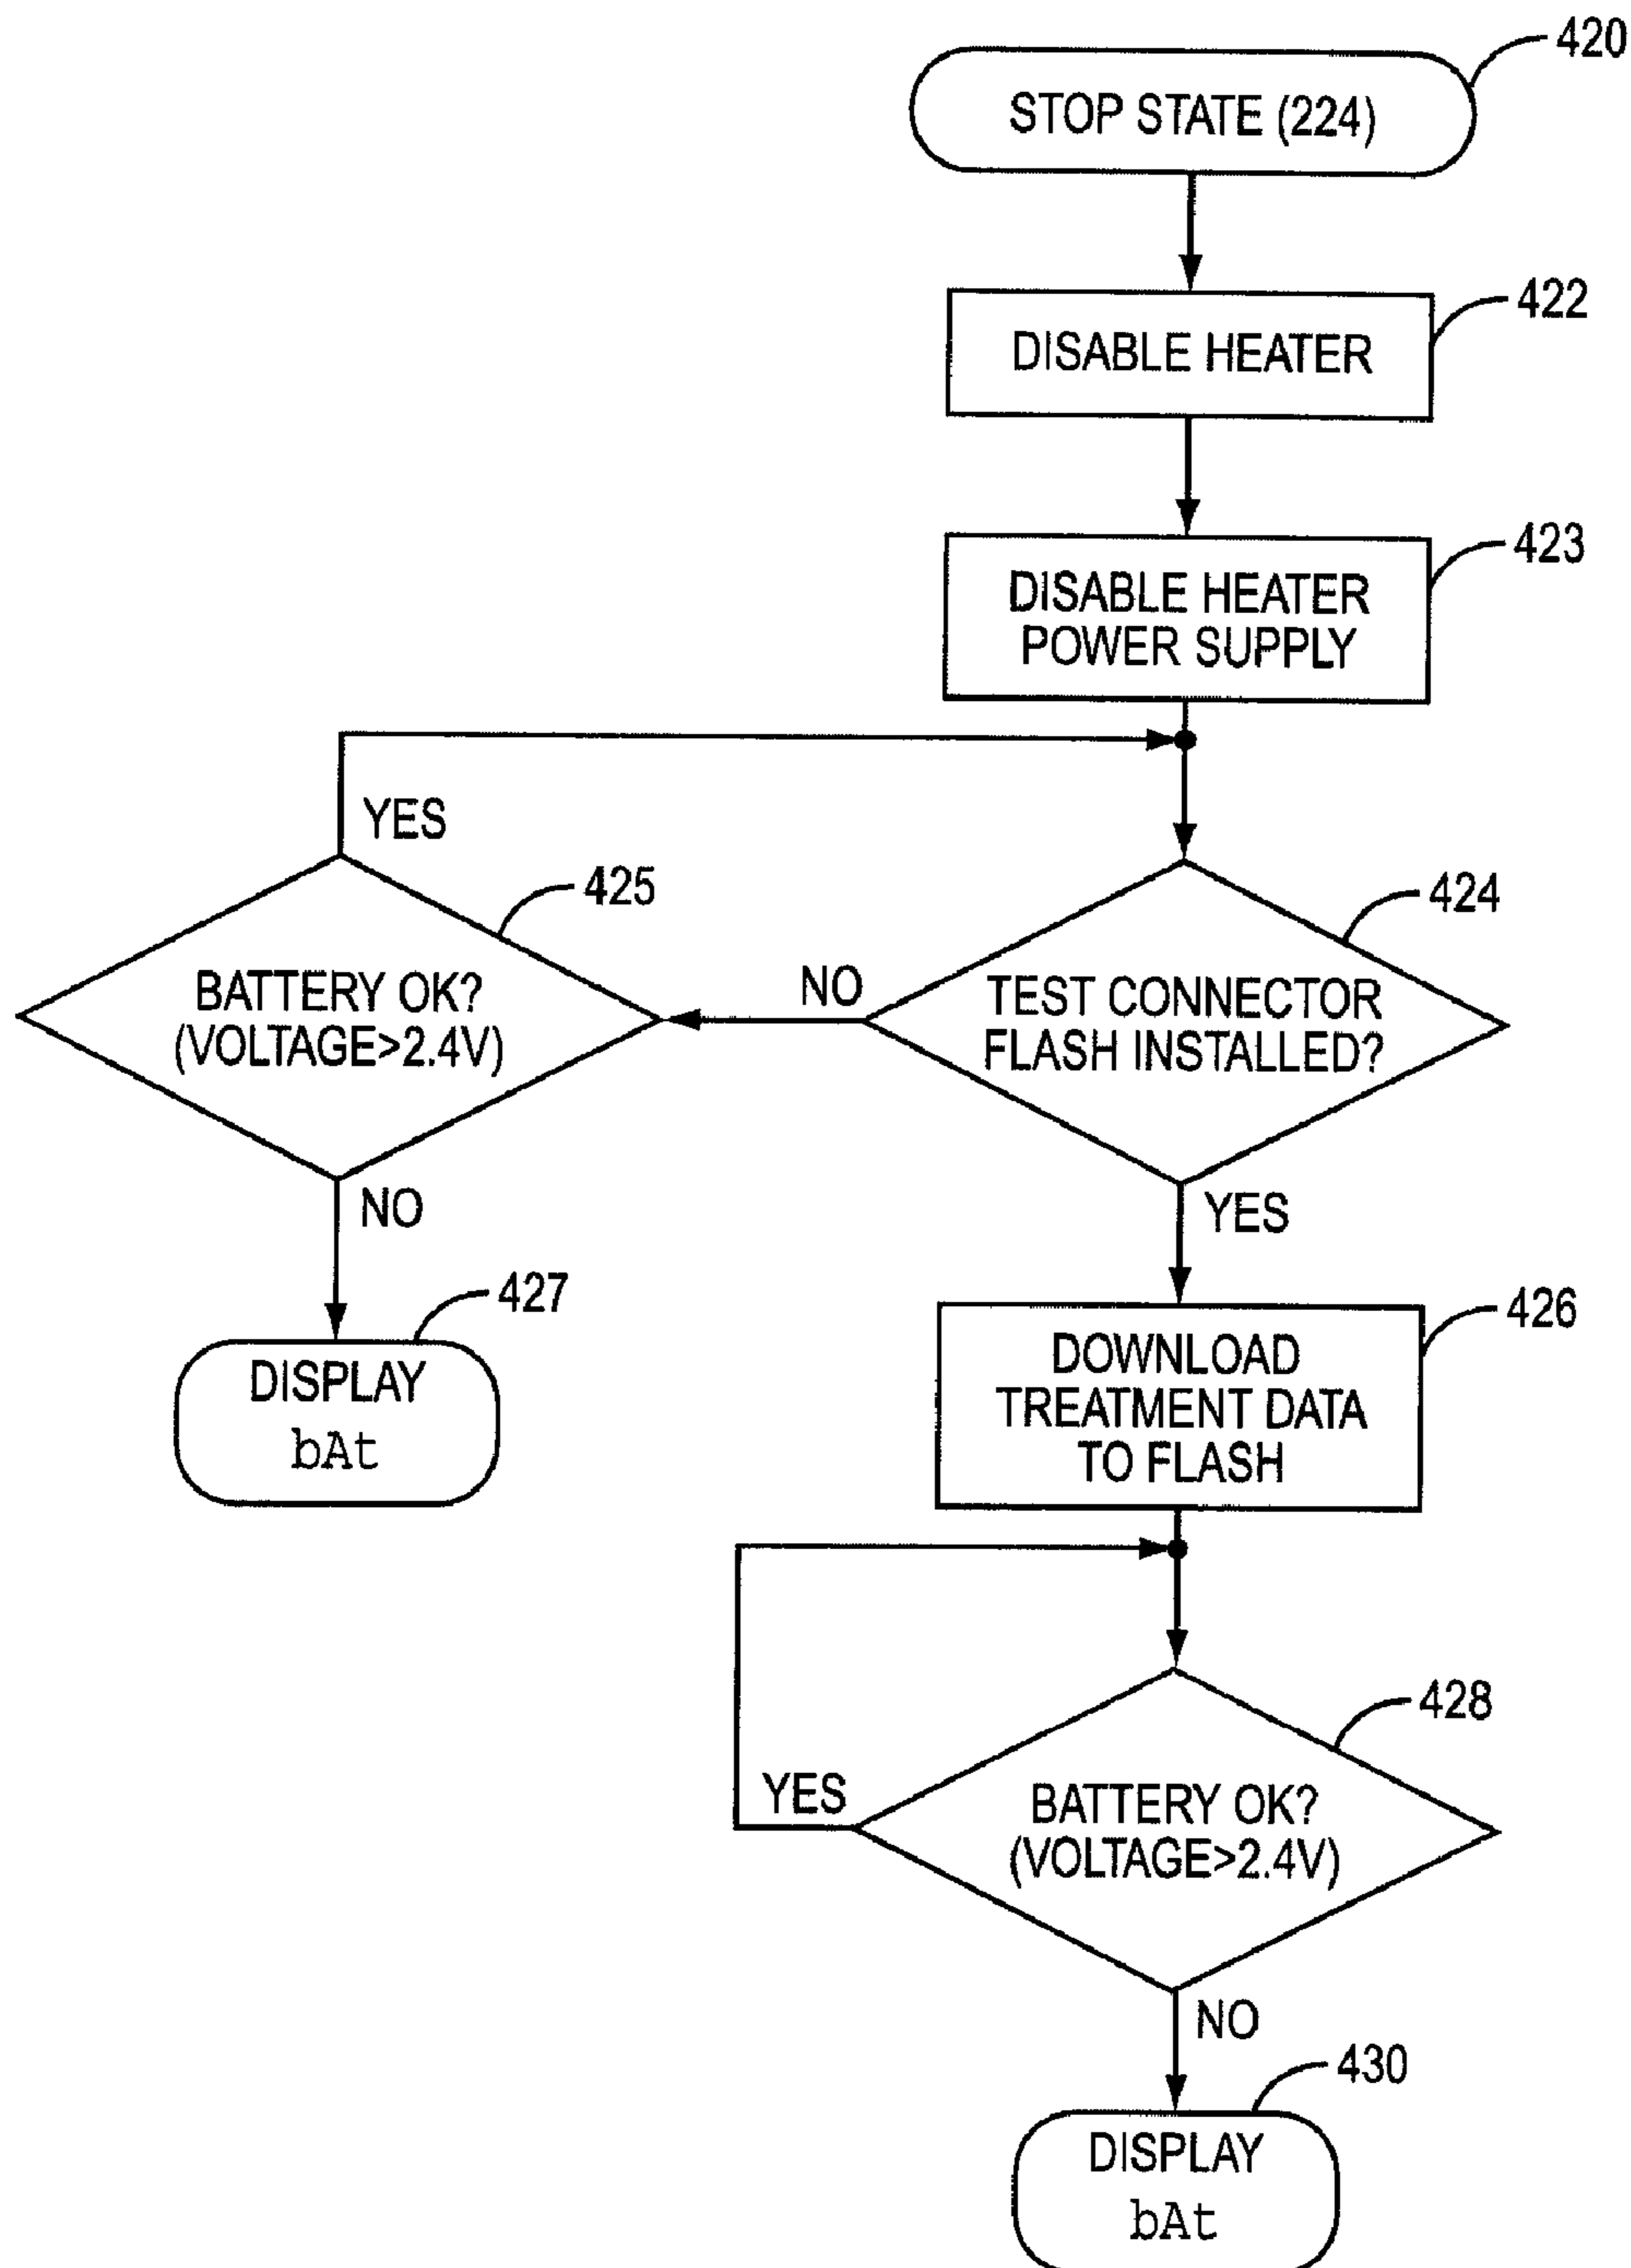 420
STOP STATE (224)
422
DISABLE HEATER
423
DISABLE HEATER
POWER SUPPLY
YES
425
424
BATTERY OK?
(VOLTAGE>2.4V)
NO
TEST CONNECTOR
FLASH INSTALLED?
NO
YES
427
DISPLAY
bAt
426
DOWNLOAD
TREATMENT DATA
TO FLASH
428
YES
BATTERY OK?
(VOLTAGE>2.4V)
NO
430
DISPLAY
bAt